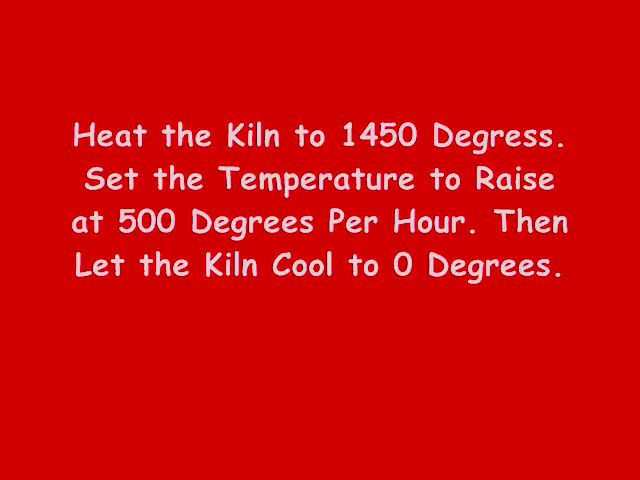 Heat the Kiln to 1450 Degress.
Set the Temperature to Raise
at 500 Degrees Per Hour. Then
Let the Kiln Cool to 0 Degrees.